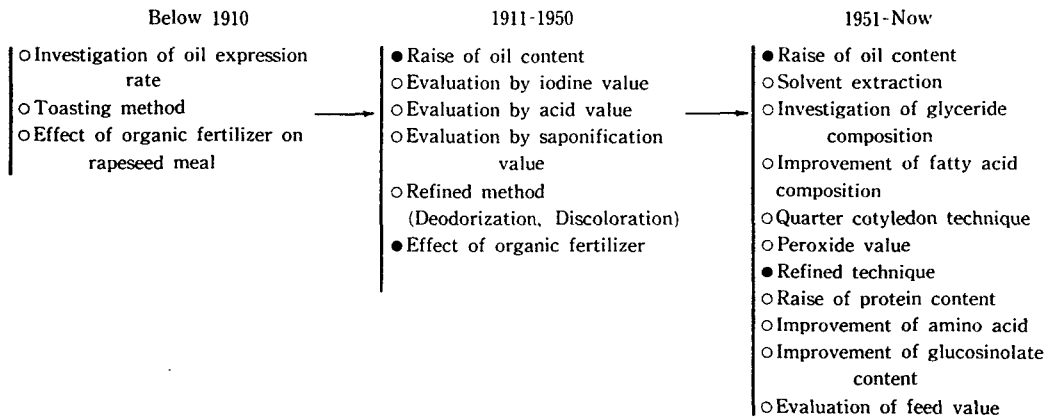 Below 1910
○Investigation of oil expression
rate
○Toasting method
○Effect of organic fertilizer on
rapeseed meal
1911-1950
●Raise of oil content
○Evaluation by iodine value
○Evaluation by acid value
○Evaluation by saponification
value
○Refined method
(Deodorization, Discoloration)
●Effect of organic fertilizer
1951-Now
●Raise of oil content
○Solvent extraction
○Investigation of glyceride
composition
○Improvement of fatty acid
composition
○Quarter cotyledon technique
○Peroxide value
●Refined technique
○Raise of protein content
○Improvement of amino acid
○Improvement of glucosinolate
content
○Evaluation of feed value